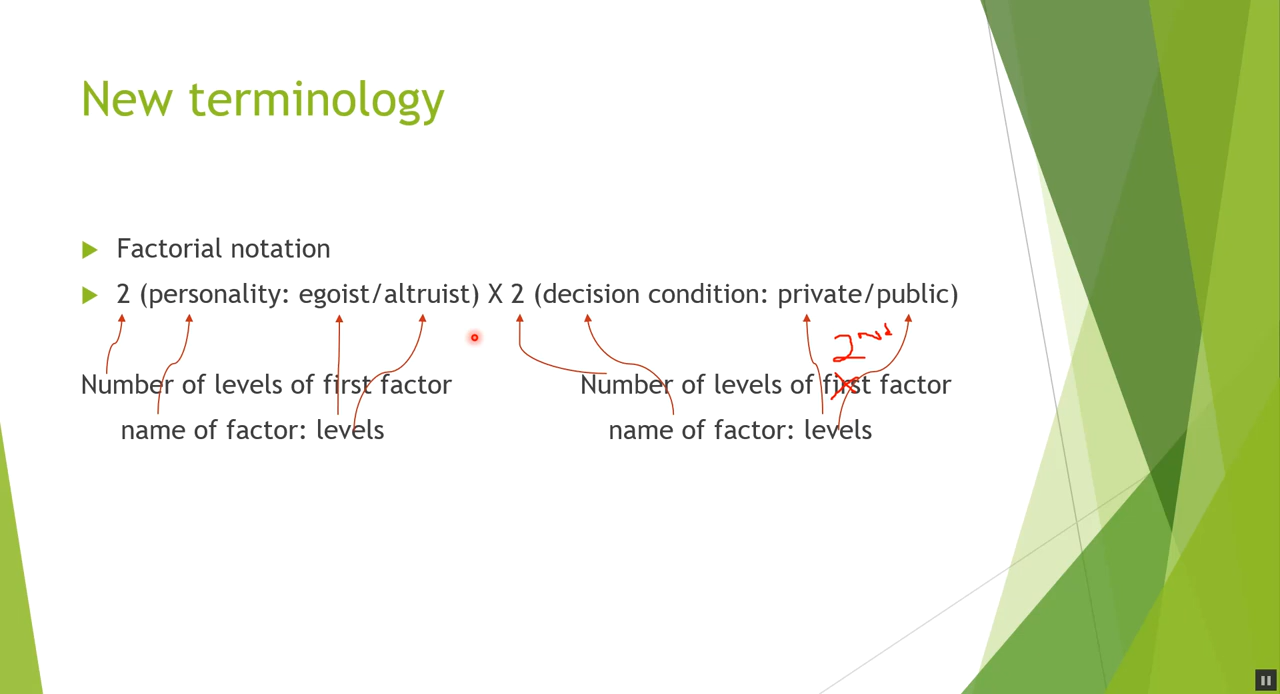 New terminology
Factorial notation
2 (personality: egoist/altruist) X 2 (decision condition: private/public)
2nd
Number of levels of first factor
Number of levels of first factor
name of factor: levels
name of factor: levels